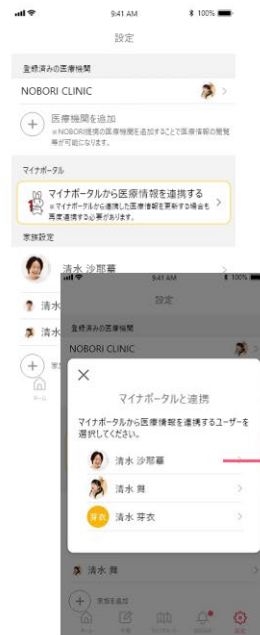 9:41 AM
100%
設定
登録済みの医療機関
NOBORI CLINIC
医療機関を追加
※NOBORI提携の医療機関を追加することで医療情報の閲覧
等が可能になります。
マイナポータル
マイナポータルから医療情報を連携する
※マイナポータルから連携した医療情報を更新する場合も
再度連携する必要があります。
家族設定
清水 沙耶華
清水
清水
ホーム
9:41 AM
100%
設定
登録済みの医療機関
NOBORI CLINIC
マイナポータルと連携
マイナポータルから医療情報を連携するユーザーを
選択してください。
清水 沙耶華
清水 舞
芽衣
清水 芽衣
清水 舞
家族を追加
ホーム
設定